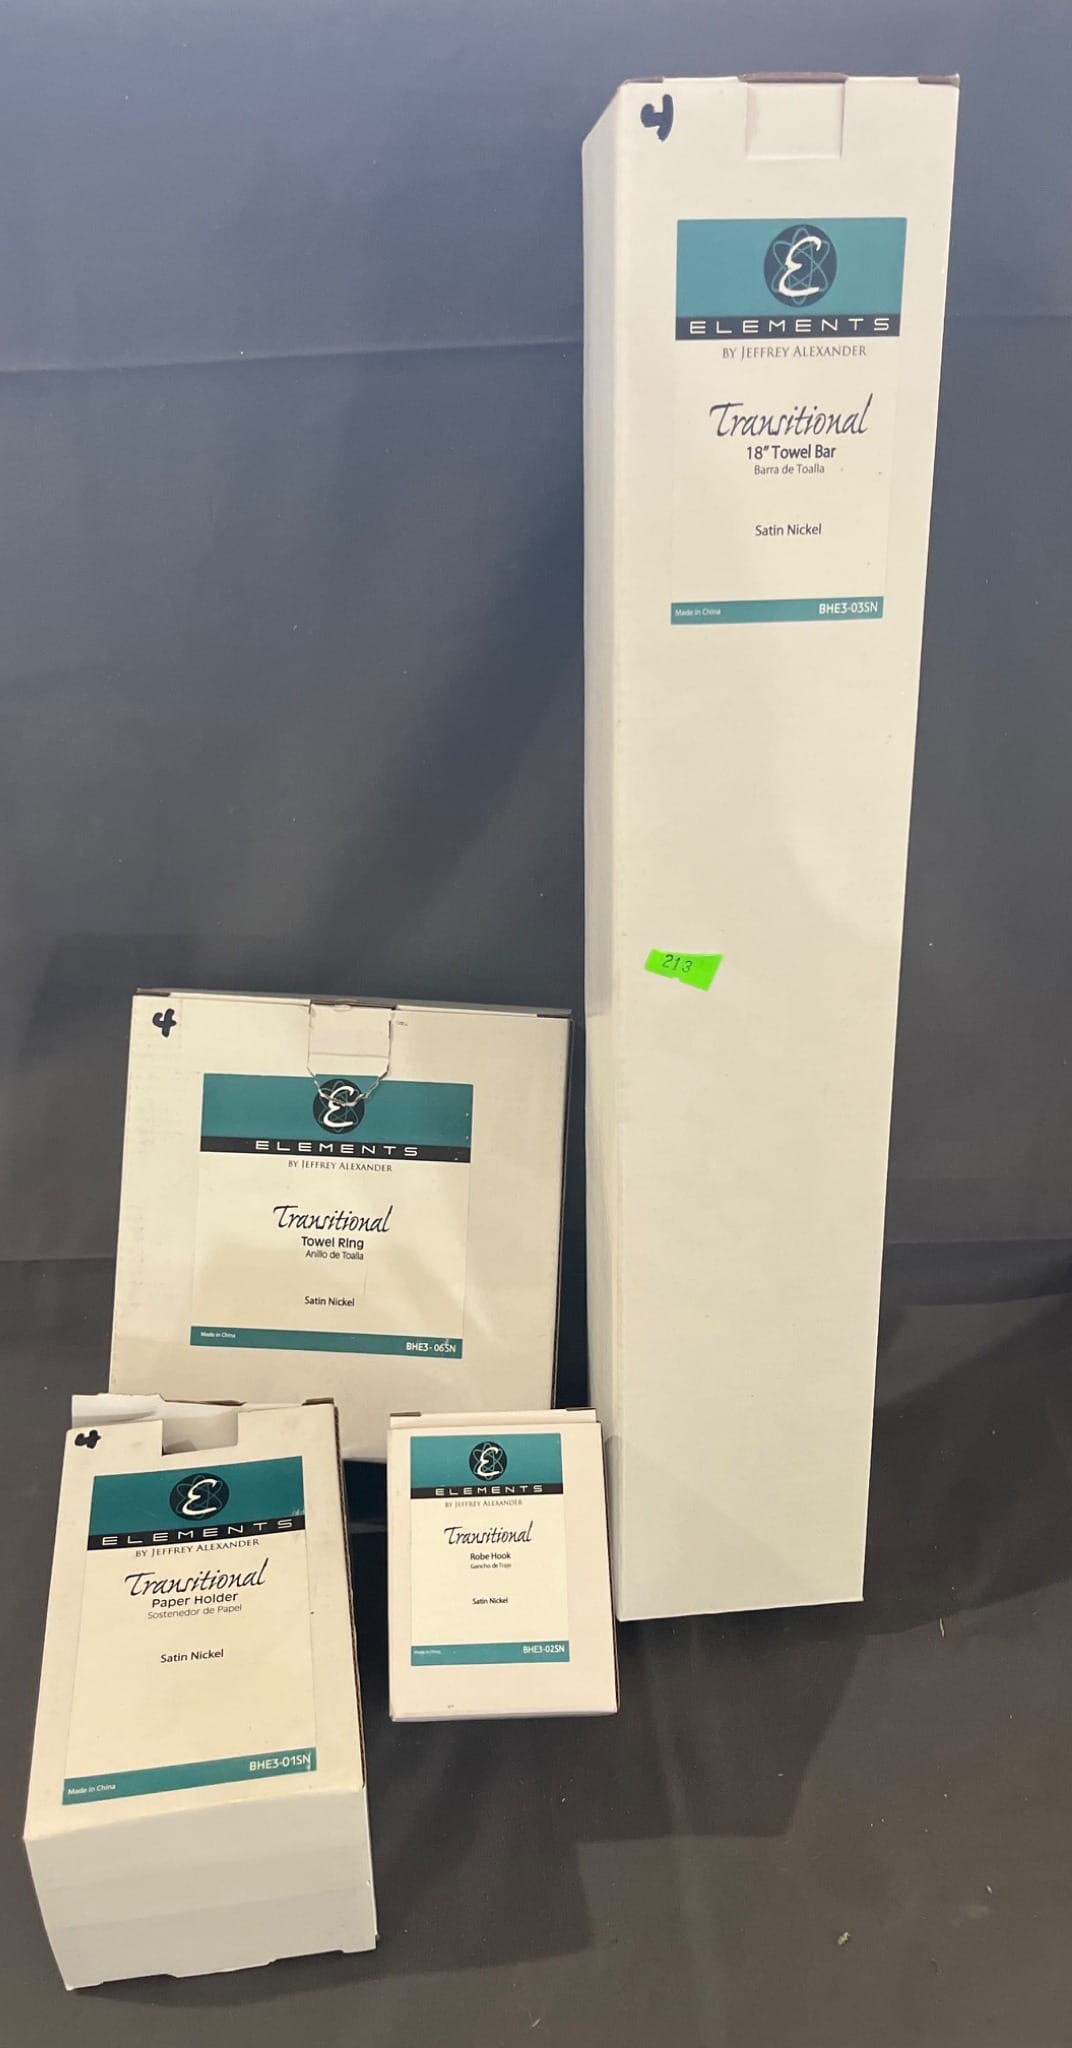 4
E
ELEMENTS
BY JEFFREY ALEXANDER
Transitional
18" Towel Bar
Barra de Toalla
Satin Nickel
Made in China
BHE3-03SN
213
4
E
ELEMENTS
BY JEFFREY ALEXANDER
Transitional
Towel Ring
Anillo de Toalla
Satin Nickel
Made in China
BHE3-06SN
4
E
ELEMENTS
BY JEFFREY ALEXANDER
Transitional
Paper Holder
Sostenedor de Papel
Satin Nickel
Made in China
BHE3-01SN
E
ELEMENTS
BY JEFFREY ALEXANDER
Transitional
Robe Hook
Gancho de Traje
Satin Nickel
Made in China
BHE3-02SN